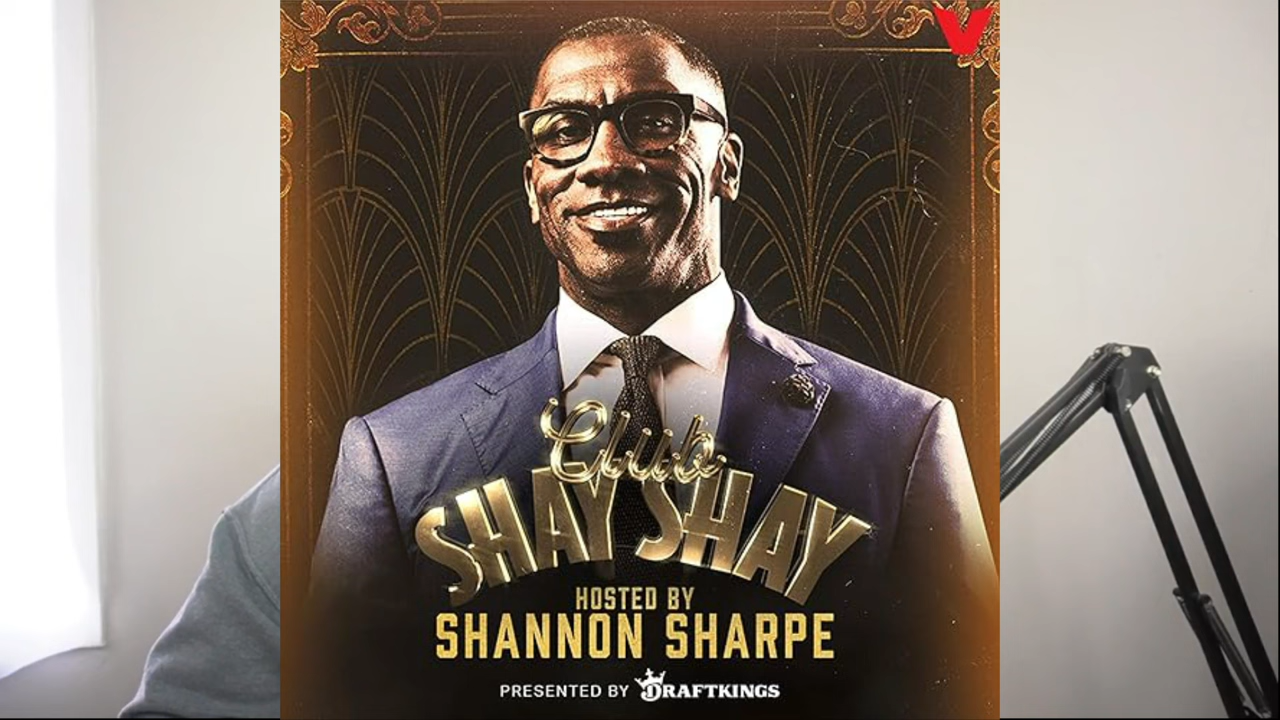 V
Club
SHAY SHAY
HOSTED BY
SHANNON SHARPE
PRESENTED BY DRAFTKINGS